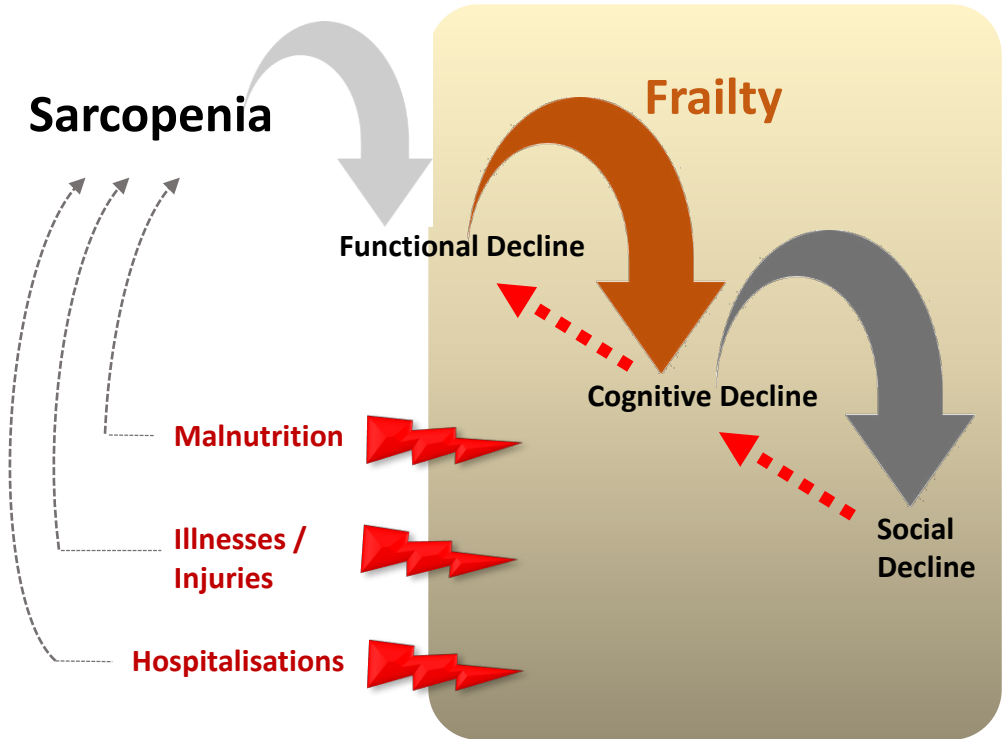 Frailty
Sarcopenia
Functional Decline
Cognitive Decline
Malnutrition
Social
Decline
Illnesses /
Injuries
Hospitalisations